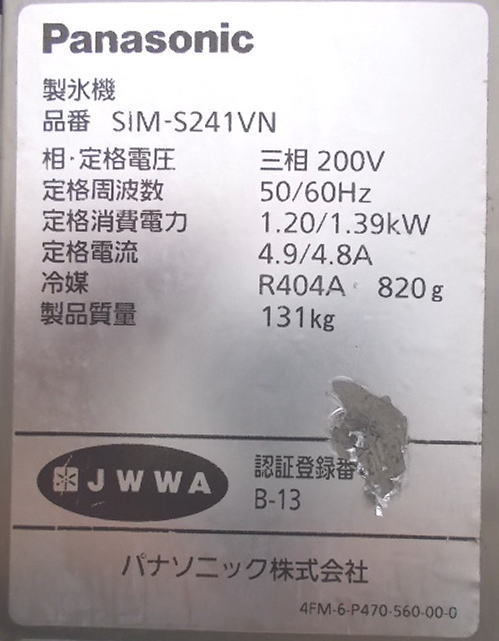 Panasonic
製氷機
品番 SIM-S241VN
相・定格電圧 三相 200V
定格周波数 50/60Hz
定格消費電力 1.20/1.39kW
定格電流 4.9/4.8A
冷媒 R404A 820g
製品質量 131kg
JWWA 認証登録番
B-13
パナソニック株式会社
4FM-6-P470-560-00-0